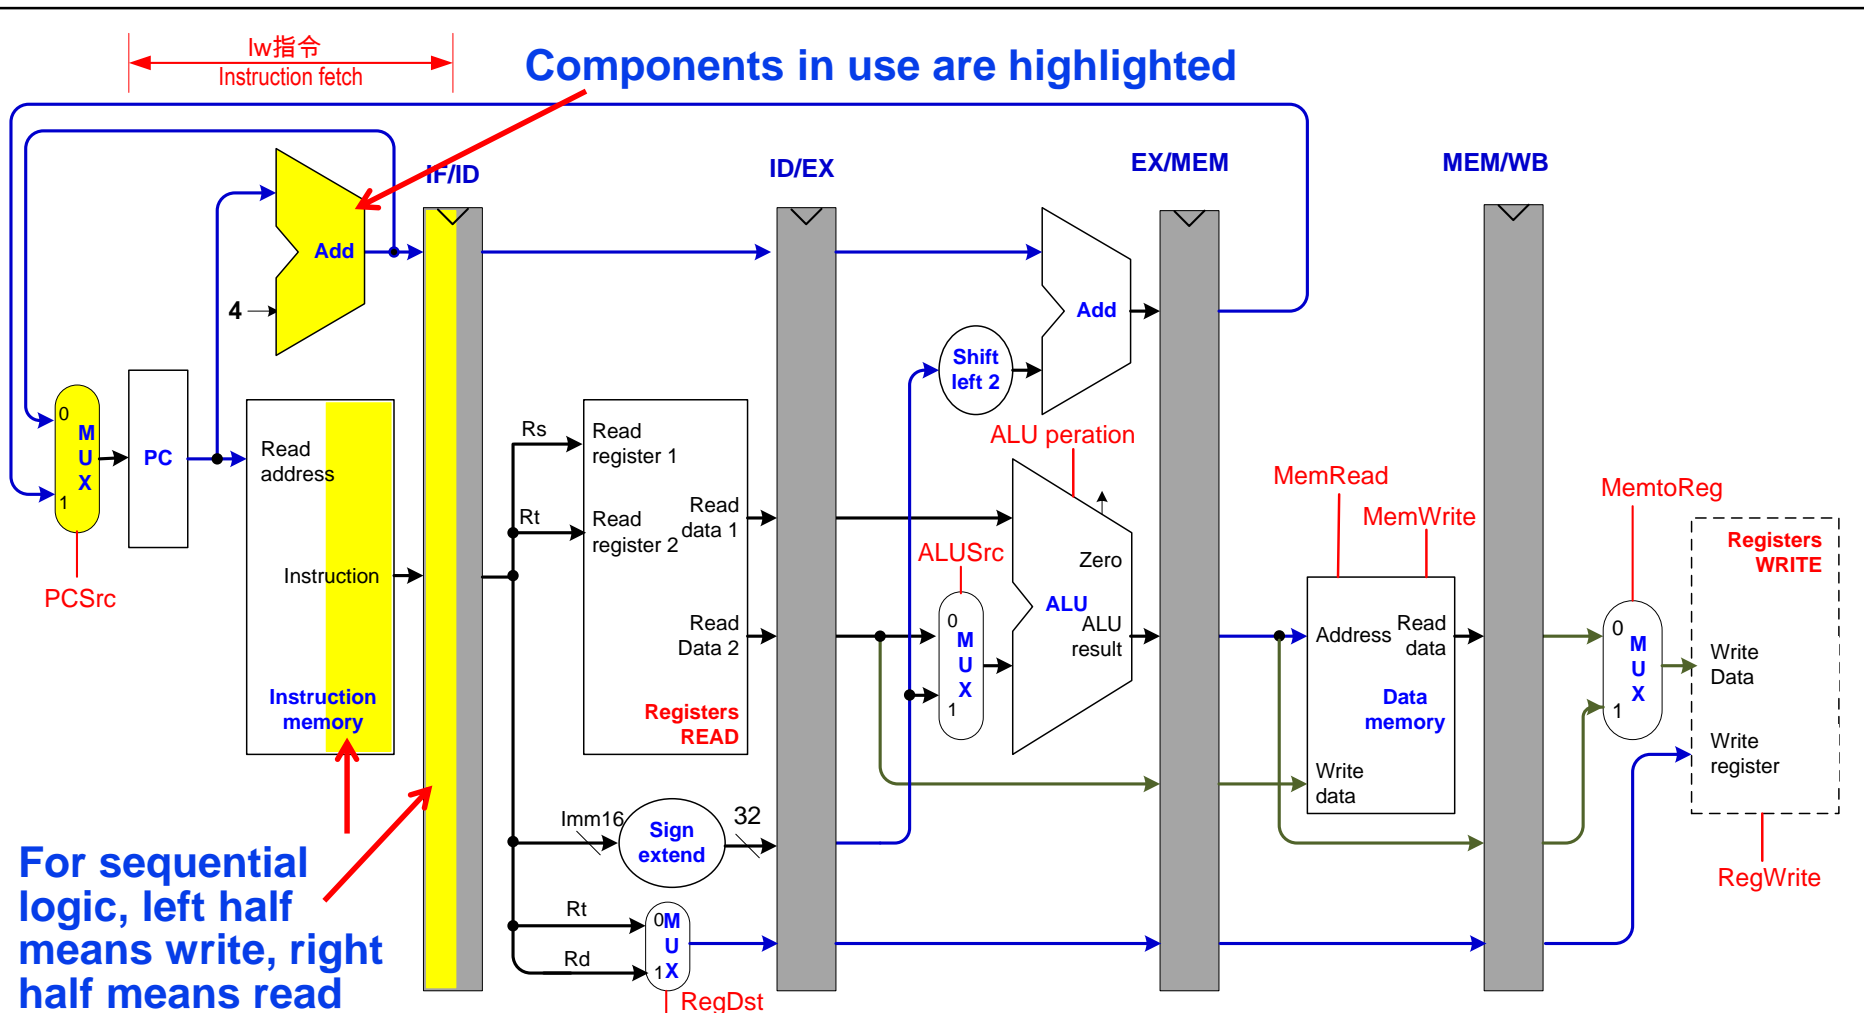 lw指令
Instruction fetch
Components in use are highlighted
IF/ID
ID/EX
EX/MEM
MEM/WB
Add
4
0
M
U
X
1
PCSrc
PC
Read
address
Instruction
Instruction
memory
Rs
Rt
Read
register 1
Read
register 2
Read
data 1
Read
Data 2
Registers
READ
Imm16
Sign
extend
32
Rt
Rd
0
M
U
X
1
RegDst
Shift
left 2
Add
ALU peration
ALUSrc
0
M
U
X
1
Zero
ALU
ALU
result
MemRead
MemWrite
Address
Read
data
Data
memory
Write
data
MemtoReg
0
M
U
X
1
Registers
WRITE
Write
Data
Write
register
RegWrite
For sequential
logic, left half
means write, right
half means read